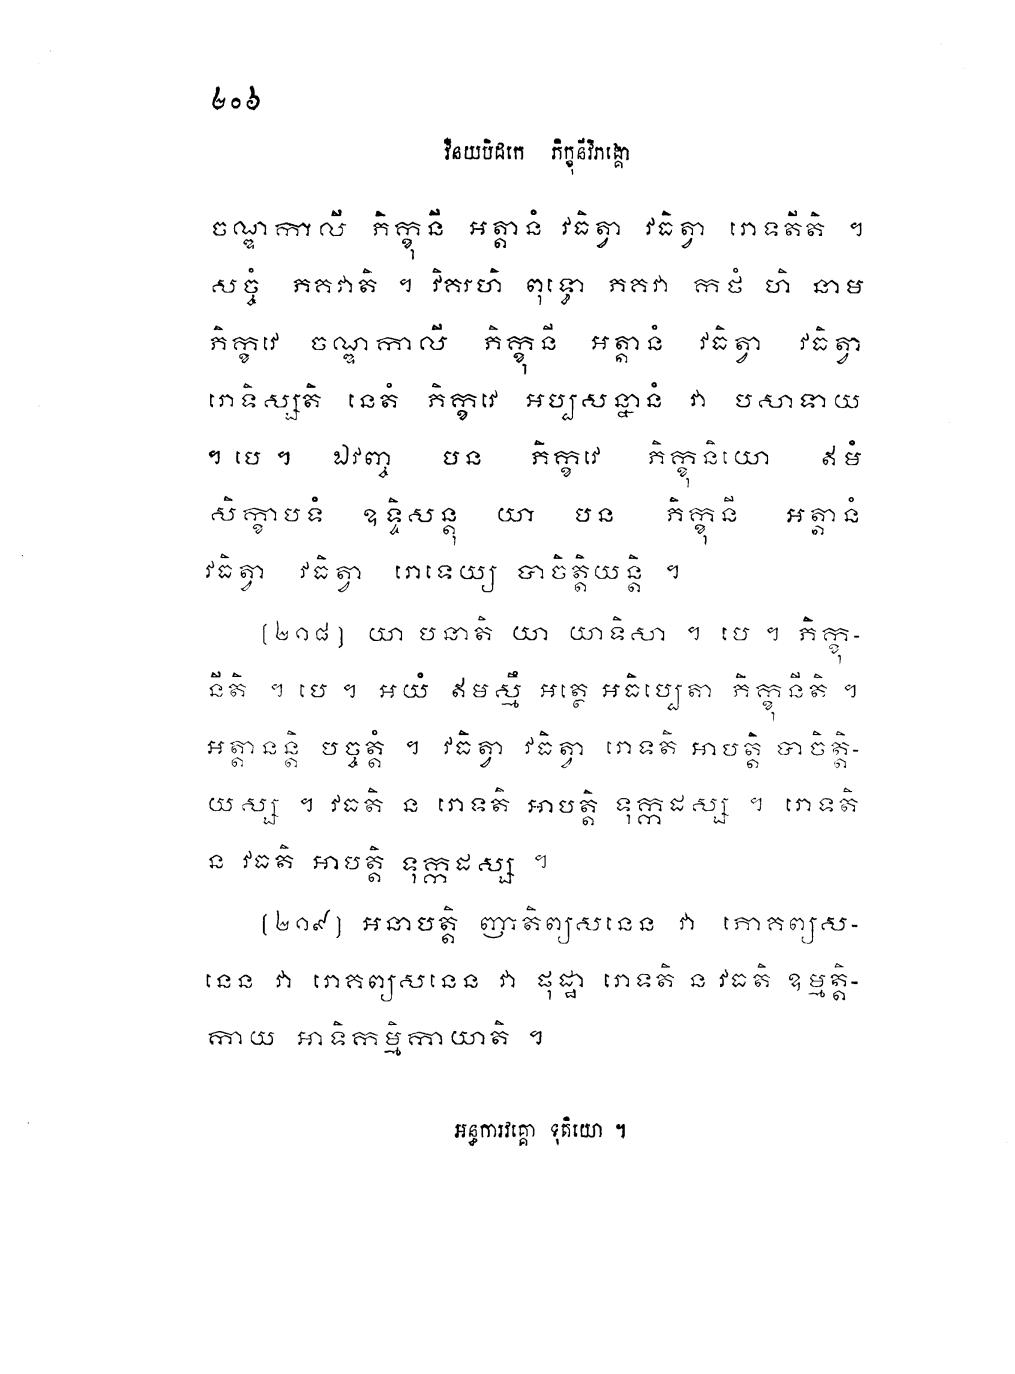 ២០៦
វិនយបិដកេ ភិក្ខុនីវិភង្គោ
ចណ្ឌកាលី ភិក្ខុនី អត្តានំ វធិត្វា វធិត្វា រោទតីតិ ។
សច្ចំ ភគវាតិ ។ វិគរហិ ពុទ្ធោ ភគវា កថំ ហិ នាម
ភិក្ខវេ ចណ្ឌកាលី ភិក្ខុនី អត្តានំ វធិត្វា វធិត្វា
រោទិស្សតិ នេតំ ភិក្ខវេ អប្បសន្នានំ វា បសាទាយ
។ បេ ។ ឯវញ្ច បន ភិក្ខវេ ភិក្ខុនិយោ ឥមំ
សិក្ខាបទំ ឧទ្ទិសន្តុ យា បន ភិក្ខុនី អត្តានំ
វធិត្វា វធិត្វា រោទេយ្យ បាចិត្តិយន្តិ ។
(២១៨) យា បនាតិ យា យាទិសា ។ បេ ។ ភិក្ខុ-
នីតិ ។ បេ ។ អយំ ឥមស្មឹ អត្ថេ អធិប្បេតា ភិក្ខុនីតិ ។
អត្តានន្តិ បច្ចត្តំ ។ វធិត្វា វធិត្វា រោទតិ អាបត្តិ បាចិត្តិ-
យស្ស ។ វធតិ ន រោទតិ អាបត្តិ ទុក្កដស្ស ។ រោទតិ
ន វធតិ អាបត្តិ ទុក្កដស្ស ។
(២១៩) អនាបត្តិ ញាតិព្យសនេន វា ភោគព្យស-
នេន វា រោគព្យសនេន វា ផុដ្ឋា រោទតិ ន វធតិ ឧម្មត្តិ-
កាយ អាទិកម្មិកាយាតិ ។
អន្ធការវគ្គោ ទុតិយោ ។